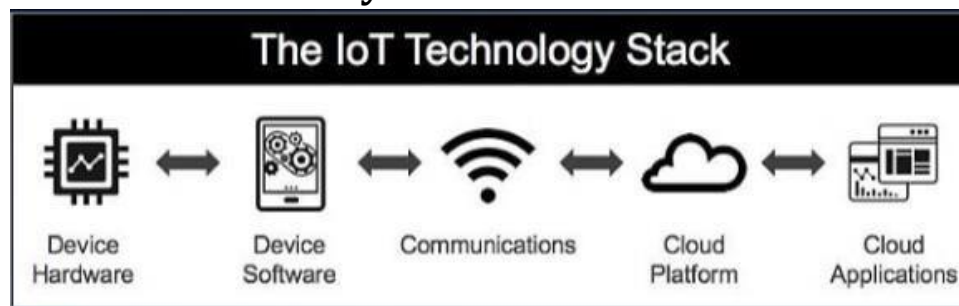 The IoT Technology Stack
Device
Hardware
Device
Software
Communications
Cloud
Platform
Cloud
Applications